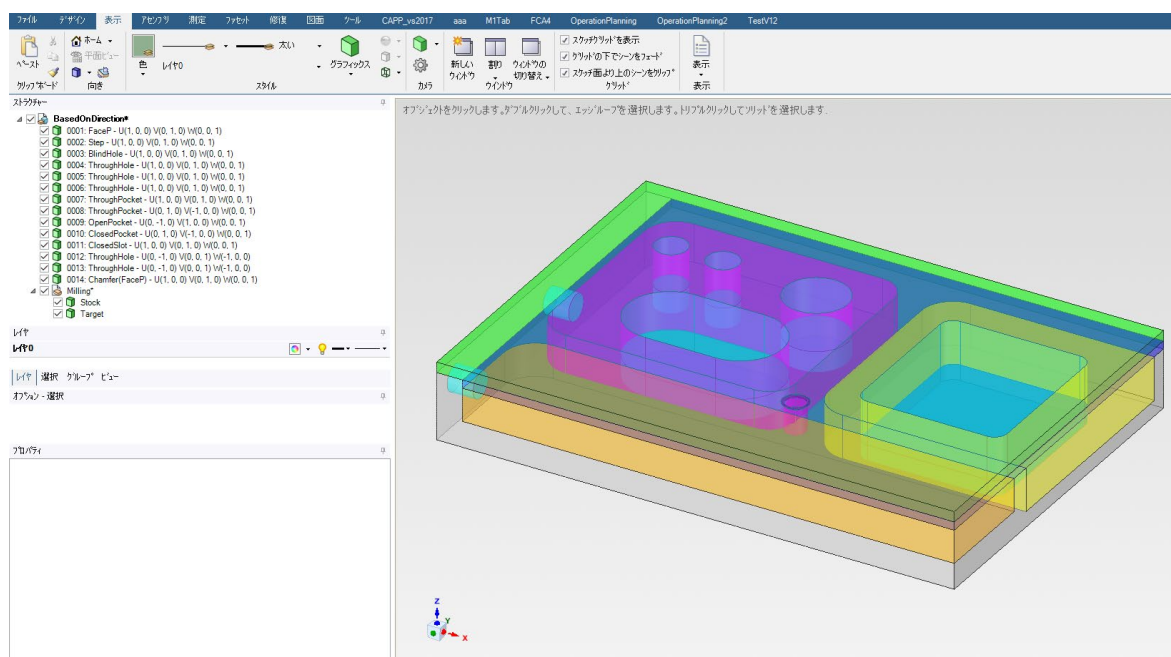 ファイル デザイン 表示 アセンブリ 測定 ファセット 修復 図面 ツール CAPP_vs2017 aaa M1Tab FCA4 OperationPlanning OperationPlanning2 TestV12
ペースト ホーム 平面ビュー 色 レイヤ0 太い グラフィックス 新しいウィンドウ 割り ウィンドウの切り替え 表示
スケッチグリッドを表示
グリッドの下でシーンをフェード
スケッチ面より上のシーンをクリップ
クリップボード 向き スタイル カメラ ウィンドウ グリッド 表示
ストラクチャー
BasedOnDirection*
0001: FaceP - U(1, 0, 0) V(0, 1, 0) W(0, 0, 1)
0002: Step - U(1, 0, 0) V(0, 1, 0) W(0, 0, 1)
0003: BlindHole - U(1, 0, 0) V(0, 1, 0) W(0, 0, 1)
0004: ThroughHole - U(1, 0, 0) V(0, 1, 0) W(0, 0, 1)
0005: ThroughHole - U(1, 0, 0) V(0, 1, 0) W(0, 0, 1)
0006: ThroughHole - U(1, 0, 0) V(0, 1, 0) W(0, 0, 1)
0007: ThroughPocket - U(1, 0, 0) V(0, 1, 0) W(0, 0, 1)
0008: ThroughPocket - U(0, 1, 0) V(-1, 0, 0) W(0, 0, 1)
0009: OpenPocket - U(0, -1, 0) V(1, 0, 0) W(0, 0, 1)
0010: ClosedPocket - U(0, 1, 0) V(-1, 0, 0) W(0, 0, 1)
0011: ClosedSlot - U(1, 0, 0) V(0, 1, 0) W(0, 0, 1)
0012: ThroughHole - U(0, -1, 0) V(0, 0, 1) W(-1, 0, 0)
0013: ThroughHole - U(0, -1, 0) V(0, 0, 1) W(-1, 0, 0)
0014: Chamfer(FaceP) - U(1, 0, 0) V(0, 1, 0) W(0, 0, 1)
Milling*
Stock
Target
レイヤ
レイヤ0
レイヤ 選択 グループ ビュー
オプション - 選択
プロパティ
オブジェクトをクリックします。ダブルクリックして、エッジループを選択します。トリプルクリックしてソリッドを選択します.
Z
Y
X